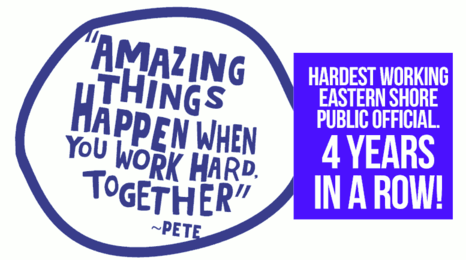 "AMAZING
THINGS
HAPPEN WHEN
YOU WORK HARD,
TOGETHER"
~PETE
HARDEST WORKING
EASTERN SHORE
PUBLIC OFFICIAL.
4 YEARS
IN A ROW!